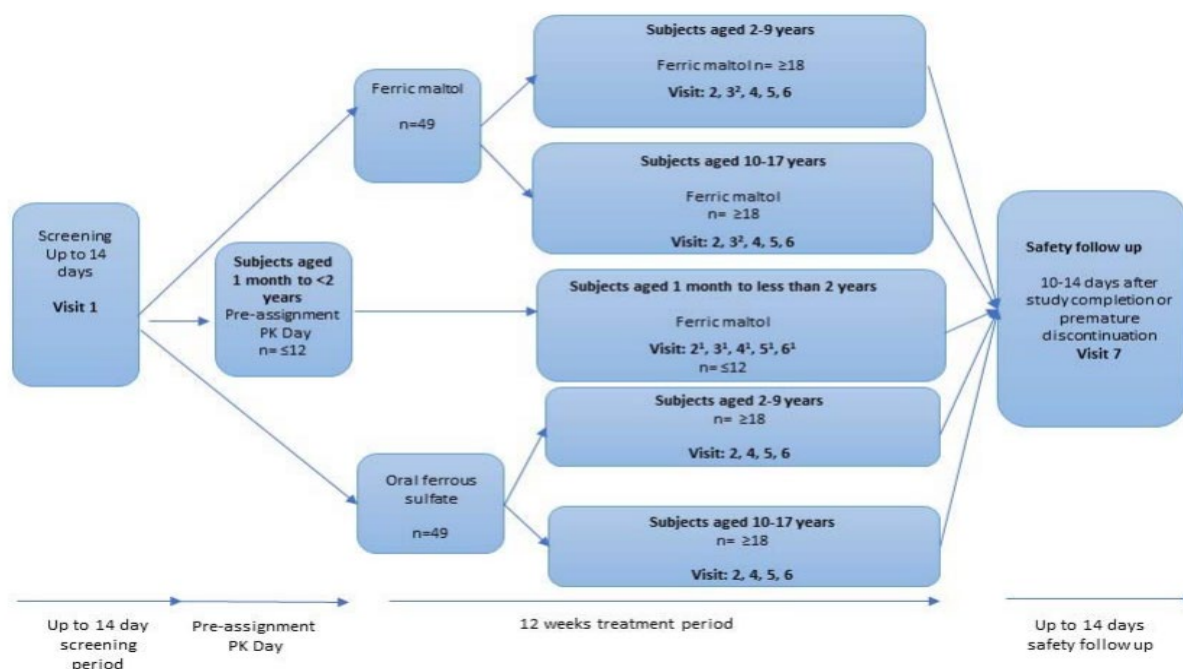 Screening
Up to 14
days
Visit 1
Subjects aged
1 month to <2
years
Pre-assignment
PK Day
n= ≤12
Ferric maltol
n=49
Oral ferrous
sulfate
n=49
Subjects aged 2-9 years
Ferric maltol n= ≥18
Visit: 2, 3², 4, 5, 6
Subjects aged 10-17 years
Ferric maltol
n= ≥18
Visit: 2, 3², 4, 5, 6
Subjects aged 1 month to less than 2 years
Ferric maltol
Visit: 2¹, 3¹, 4¹, 5¹, 6¹
n= ≤12
Subjects aged 2-9 years
n= ≥18
Visit: 2, 4, 5, 6
Subjects aged 10-17 years
n= ≥18
Visit: 2, 4, 5, 6
Safety follow up
10-14 days after
study completion or
premature
discontinuation
Visit 7
Up to 14 day
screening
period
Pre-assignment
PK Day
12 weeks treatment period
Up to 14 days
safety follow up